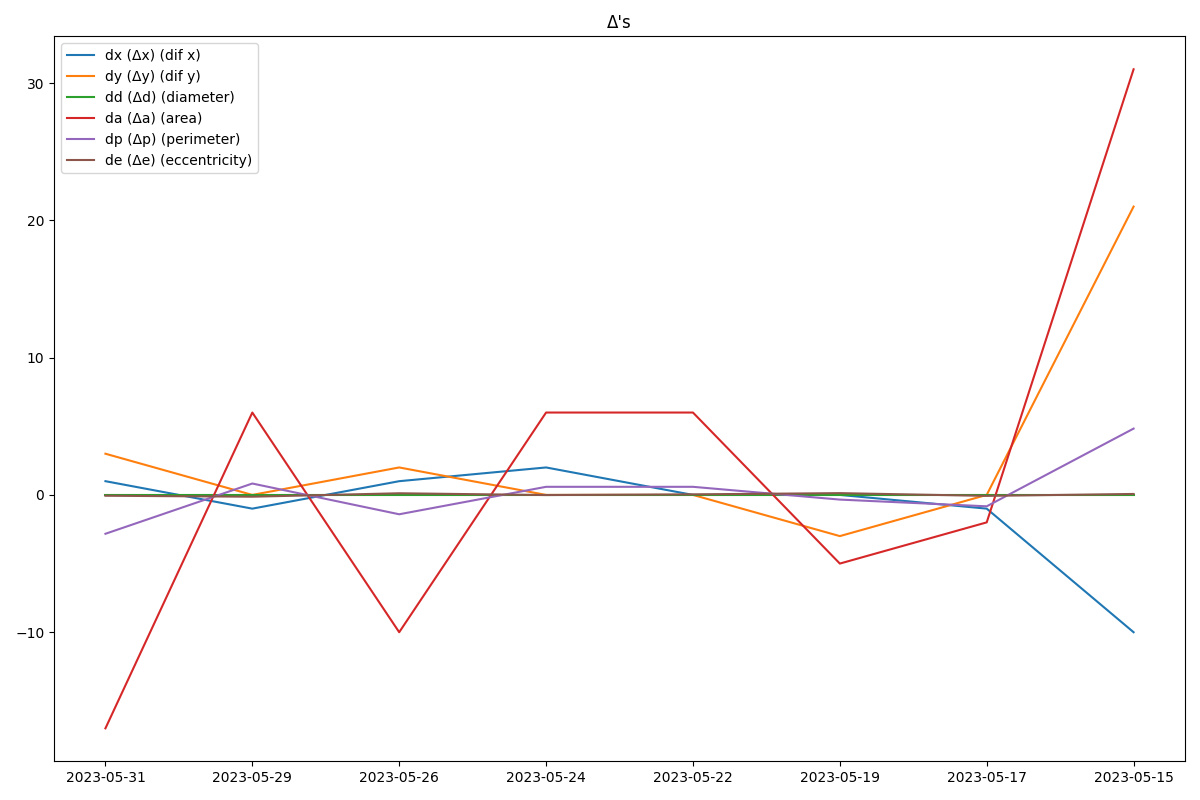 Δ's
dx (Δx) (dif x)
dy (Δy) (dif y)
dd (Δd) (diameter)
da (Δa) (area)
dp (Δp) (perimeter)
de (Δe) (eccentricity)
30
20
10
0
−10
2023-05-31 2023-05-29 2023-05-26 2023-05-24 2023-05-22 2023-05-19 2023-05-17 2023-05-15